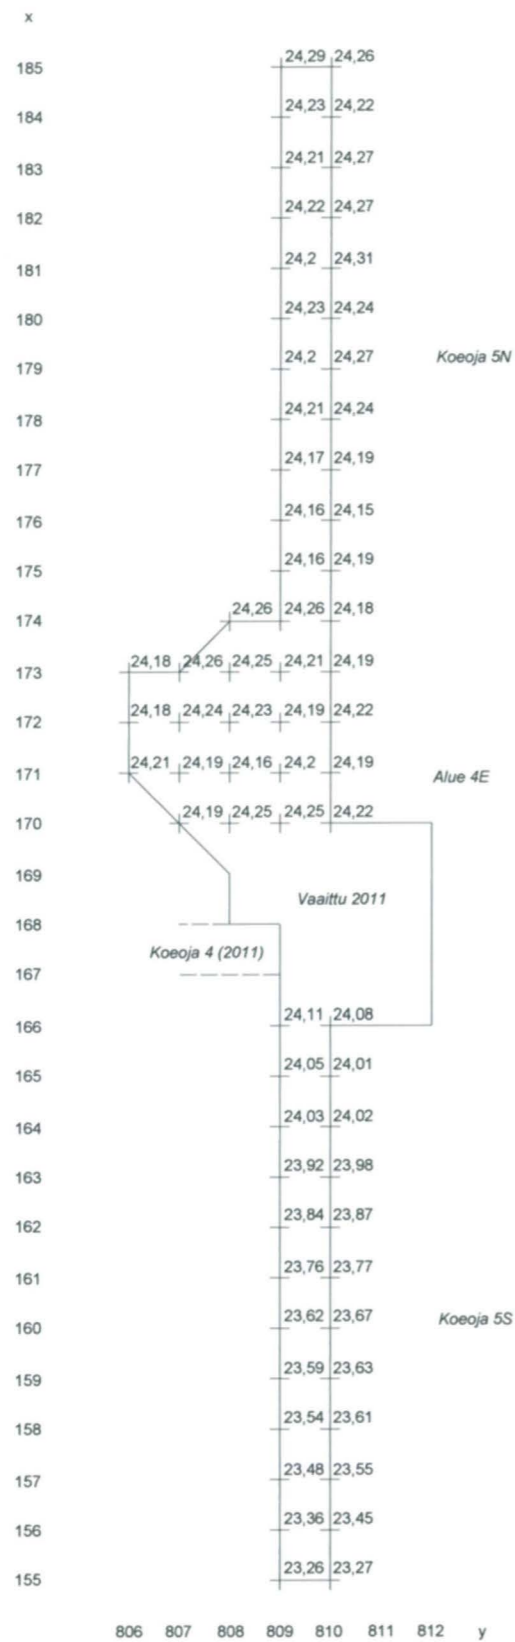 x
185 24,29 24,26
184 24,23 24,22
183 24,21 24,27
182 24,22 24,27
181 24,2 24,31
180 24,23 24,24
Koeoja 5N
179 24,2 24,27
178 24,21 24,24
177 24,17 24,19
176 24,16 24,15
175 24,16 24,19
174 24,26 24,26 24,18
173 24,18 24,26 24,25 24,21 24,19
172 24,18 24,24 24,23 24,19 24,22
171 24,21 24,19 24,16 24,2 24,19
Alue 4E
170 24,19 24,25 24,25 24,22
169
Vaaittu 2011
168
Koeoja 4 (2011)
167
166 24,11 24,08
165 24,05 24,01
164 24,03 24,02
163 23,92 23,98
162 23,84 23,87
161 23,76 23,77
160 23,62 23,67
Koeoja 5S
159 23,59 23,63
158 23,54 23,61
157 23,48 23,55
156 23,36 23,45
155 23,26 23,27
806 807 808 809 810 811 812 y